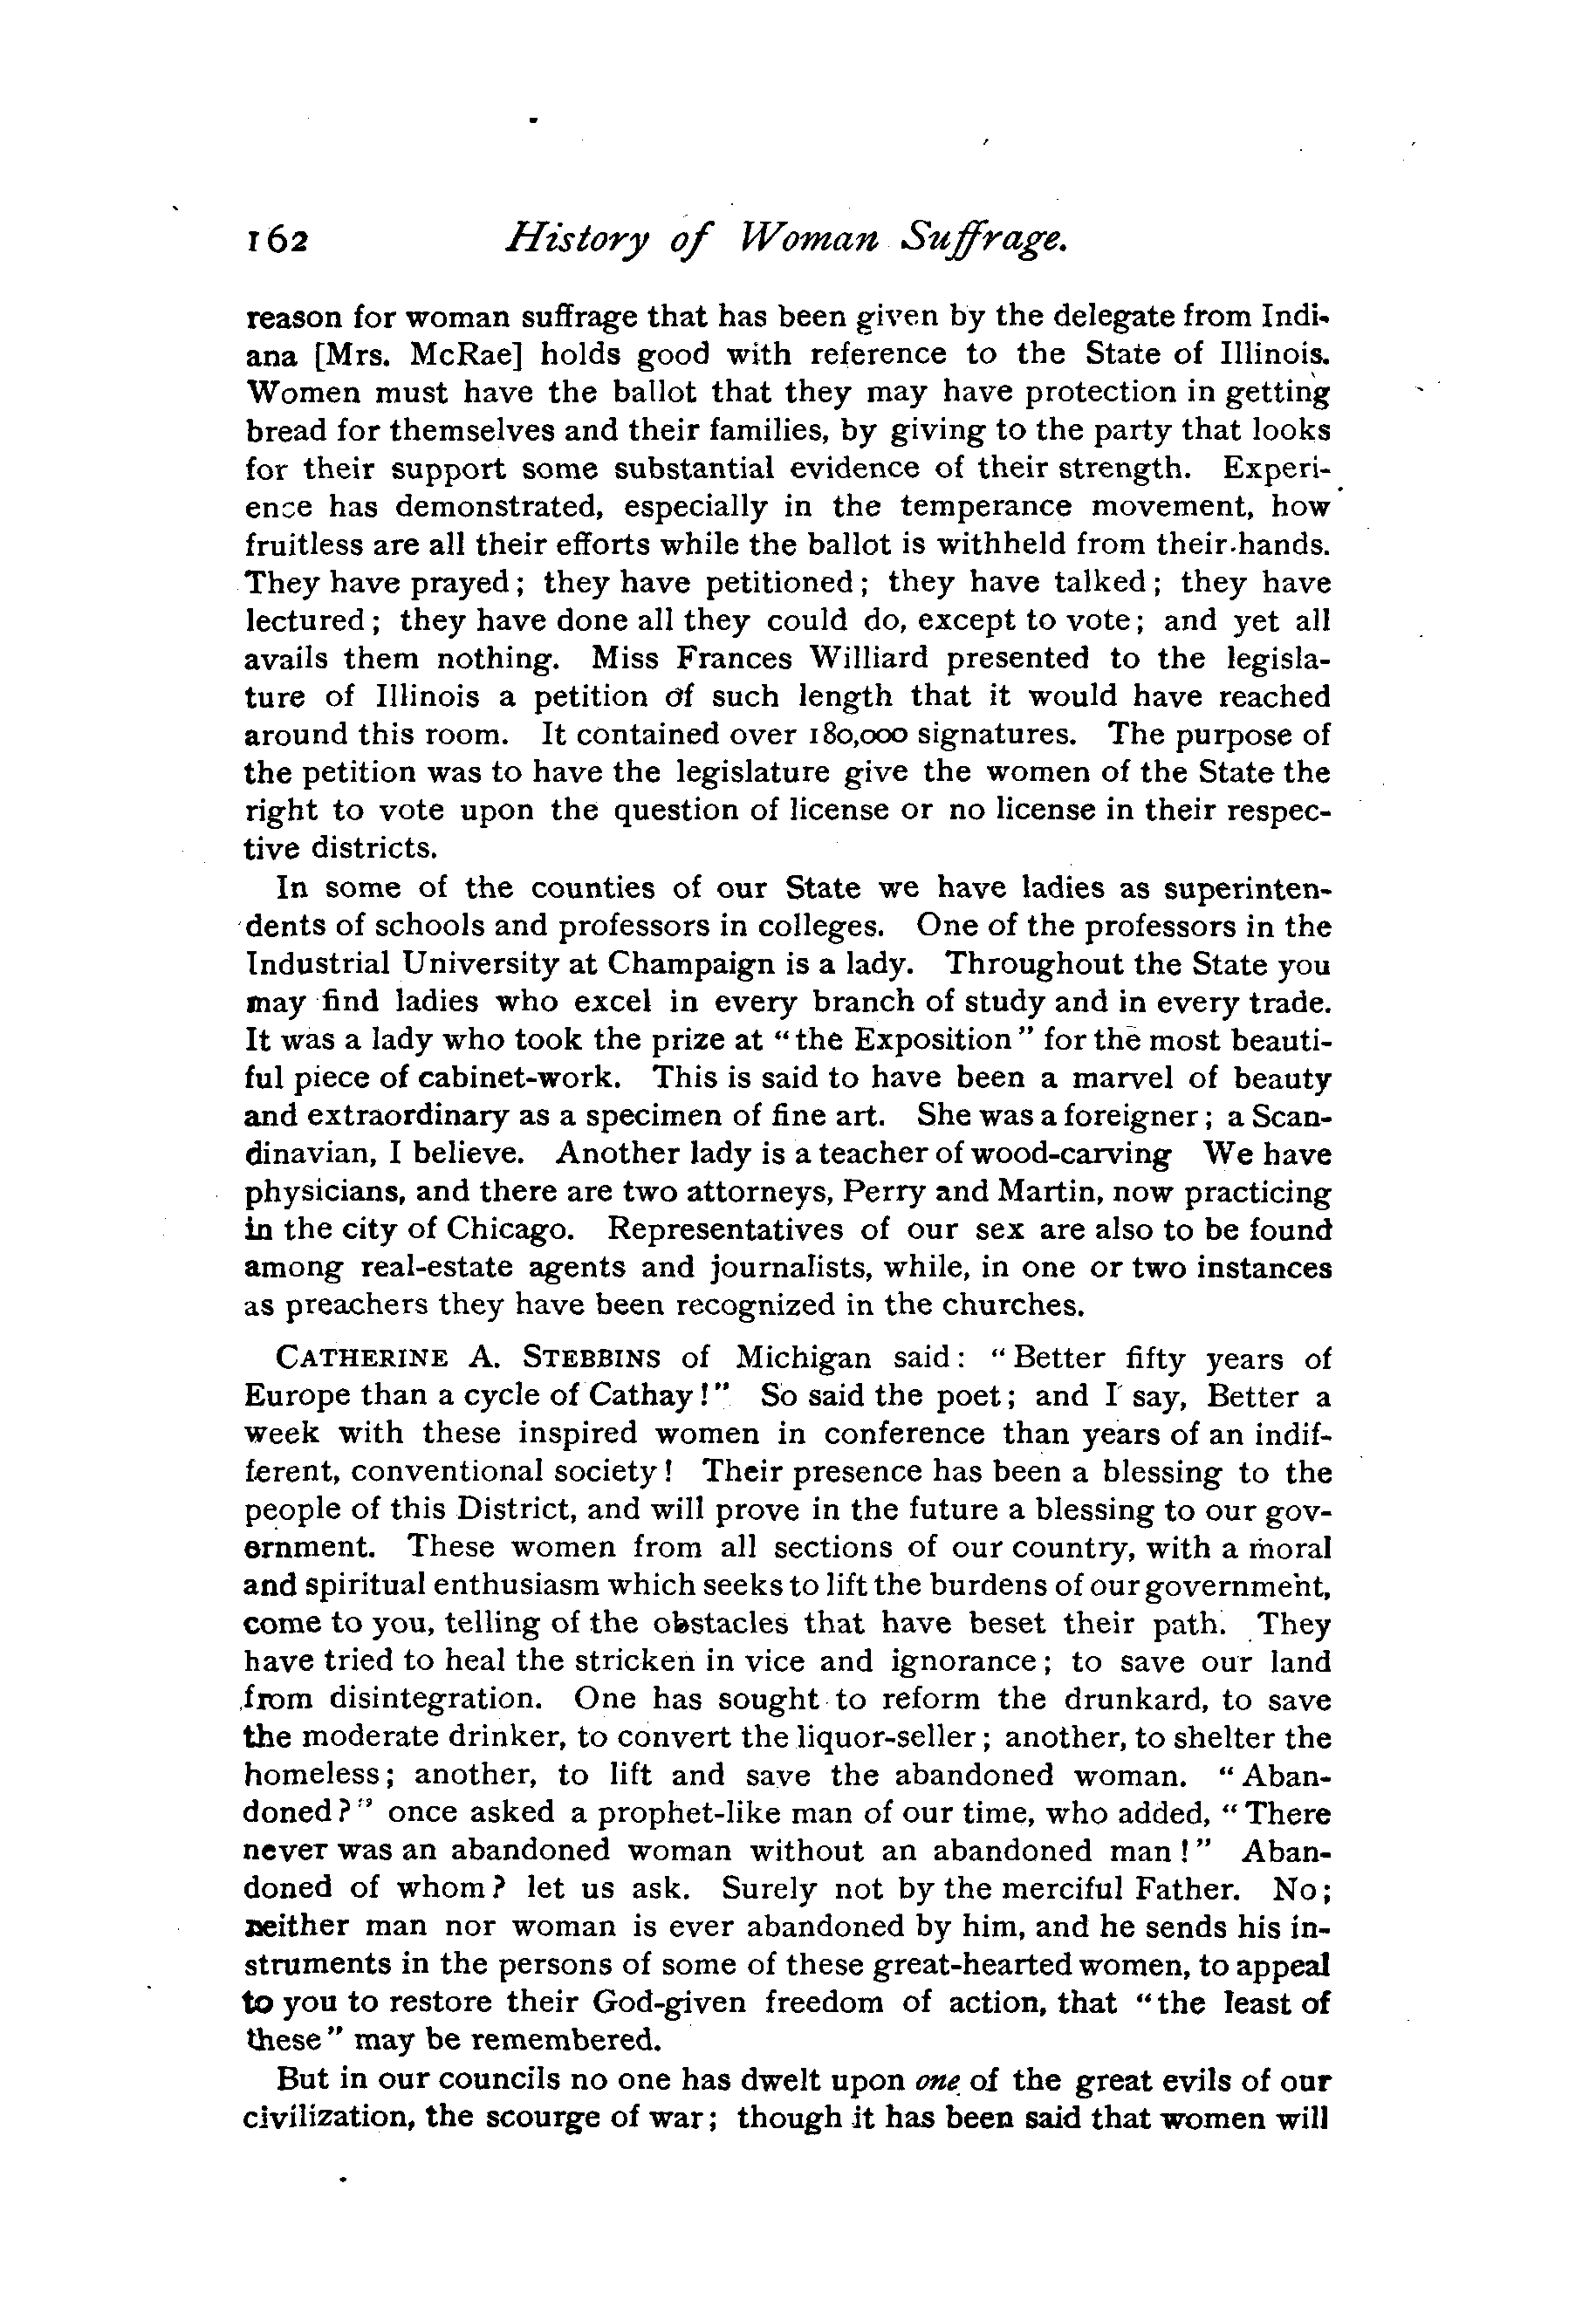 162 History of Woman Suffrage.
reason for woman suffrage that has been given by the delegate from Indi-
ana [Mrs. McRae] holds good with reference to the State of Illinois.
Women must have the ballot that they may have protection in getting
bread for themselves and their families, by giving to the party that looks
for their support some substantial evidence of their strength. Experi-
ence has demonstrated, especially in the temperance movement, how
fruitless are all their efforts while the ballot is withheld from their hands.
They have prayed; they have petitioned; they have talked; they have
lectured; they have done all they could do, except to vote; and yet all
avails them nothing. Miss Frances Williard presented to the legisla-
ture of Illinois a petition of such length that it would have reached
around this room. It contained over 180,000 signatures. The purpose of
the petition was to have the legislature give the women of the State the
right to vote upon the question of license or no license in their respec-
tive districts.
In some of the counties of our State we have ladies as superinten-
dents of schools and professors in colleges. One of the professors in the
Industrial University at Champaign is a lady. Throughout the State you
may find ladies who excel in every branch of study and in every trade.
It was a lady who took the prize at "the Exposition" for the most beauti-
ful piece of cabinet-work. This is said to have been a marvel of beauty
and extraordinary as a specimen of fine art. She was a foreigner; a Scan-
dinavian, I believe. Another lady is a teacher of wood-carving We have
physicians, and there are two attorneys, Perry and Martin, now practicing
in the city of Chicago. Representatives of our sex are also to be found
among real-estate agents and journalists, while, in one or two instances
as preachers they have been recognized in the churches.
CATHERINE A. STEBBINS of Michigan said: "Better fifty years of
Europe than a cycle of Cathay!" So said the poet; and I say, Better a
week with these inspired women in conference than years of an indif-
ferent, conventional society! Their presence has been a blessing to the
people of this District, and will prove in the future a blessing to our gov-
ernment. These women from all sections of our country, with a moral
and spiritual enthusiasm which seeks to lift the burdens of our government,
come to you, telling of the obstacles that have beset their path. They
have tried to heal the stricken in vice and ignorance; to save our land
from disintegration. One has sought to reform the drunkard, to save
the moderate drinker, to convert the liquor-seller; another, to shelter the
homeless; another, to lift and save the abandoned woman. "Aban-
doned?" once asked a prophet-like man of our time, who added, "There
never was an abandoned woman without an abandoned man!" Aban-
doned of whom? let us ask. Surely not by the merciful Father. No;
neither man nor woman is ever abandoned by him, and he sends his in-
struments in the persons of some of these great-hearted women, to appeal
to you to restore their God-given freedom of action, that "the least of
these" may be remembered.
But in our councils no one has dwelt upon one of the great evils of our
civilization, the scourge of war; though it has been said that women will